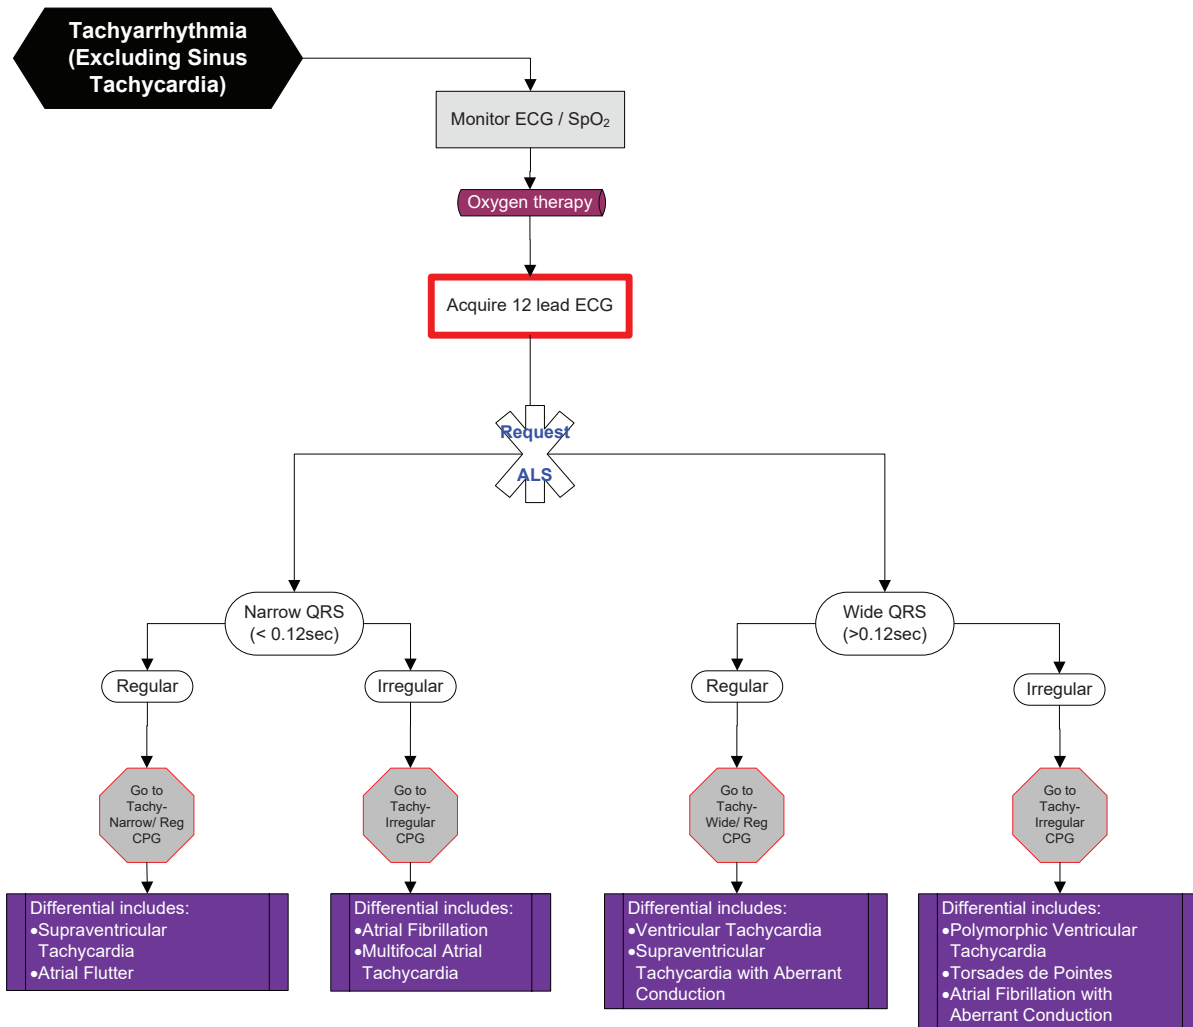 Tachyarrhythmia
(Excluding Sinus
Tachycardia)
Monitor ECG / SpO₂
Oxygen therapy
Acquire 12 lead ECG
Request
ALS
Narrow QRS
(< 0.12sec)
Wide QRS
(>0.12sec)
Regular
Irregular
Regular
Irregular
Go to
Tachy-
Narrow/ Reg
CPG
Go to
Tachy-
Irregular
CPG
Go to
Tachy-
Wide/ Reg
CPG
Go to
Tachy-
Irregular
CPG
Differential includes:
•Supraventricular
Tachycardia
•Atrial Flutter
Differential includes:
•Atrial Fibrillation
•Multifocal Atrial
Tachycardia
Differential includes:
•Ventricular Tachycardia
•Supraventricular
Tachycardia with Aberrant
Conduction
Differential includes:
•Polymorphic Ventricular
Tachycardia
•Torsades de Pointes
•Atrial Fibrillation with
Aberrant Conduction